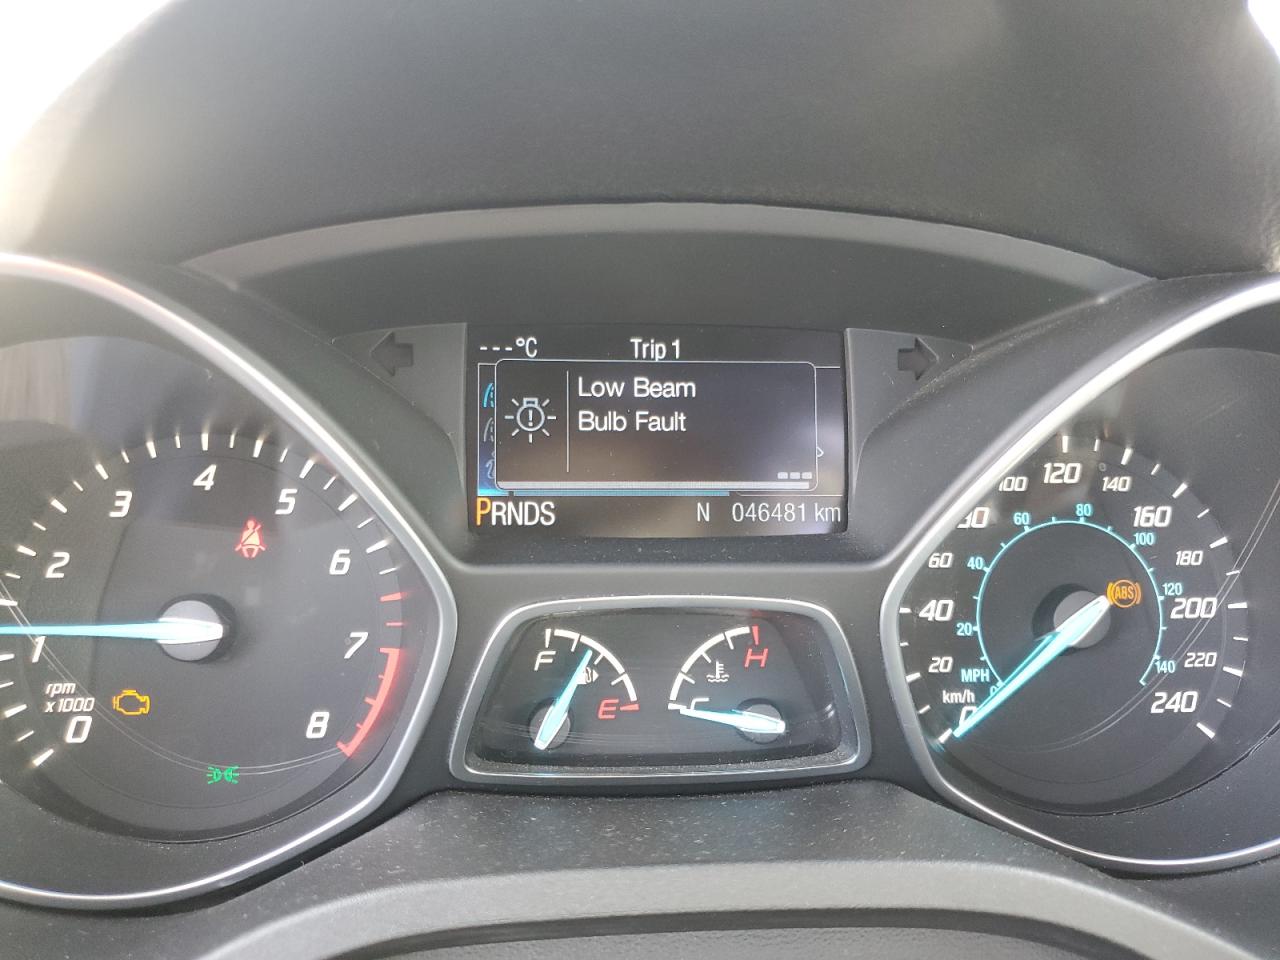 ---°C Trip 1
Low Beam
Bulb Fault
PRNDS N 046481 km
1 2 3 4 5 6 7 8
rpm
x1000
0
F E
C H
0 20 40 60 80 100 120 140 160 180 200 220 240
km/h
MPH
0 20 40 60 80 100 120 140
ABS